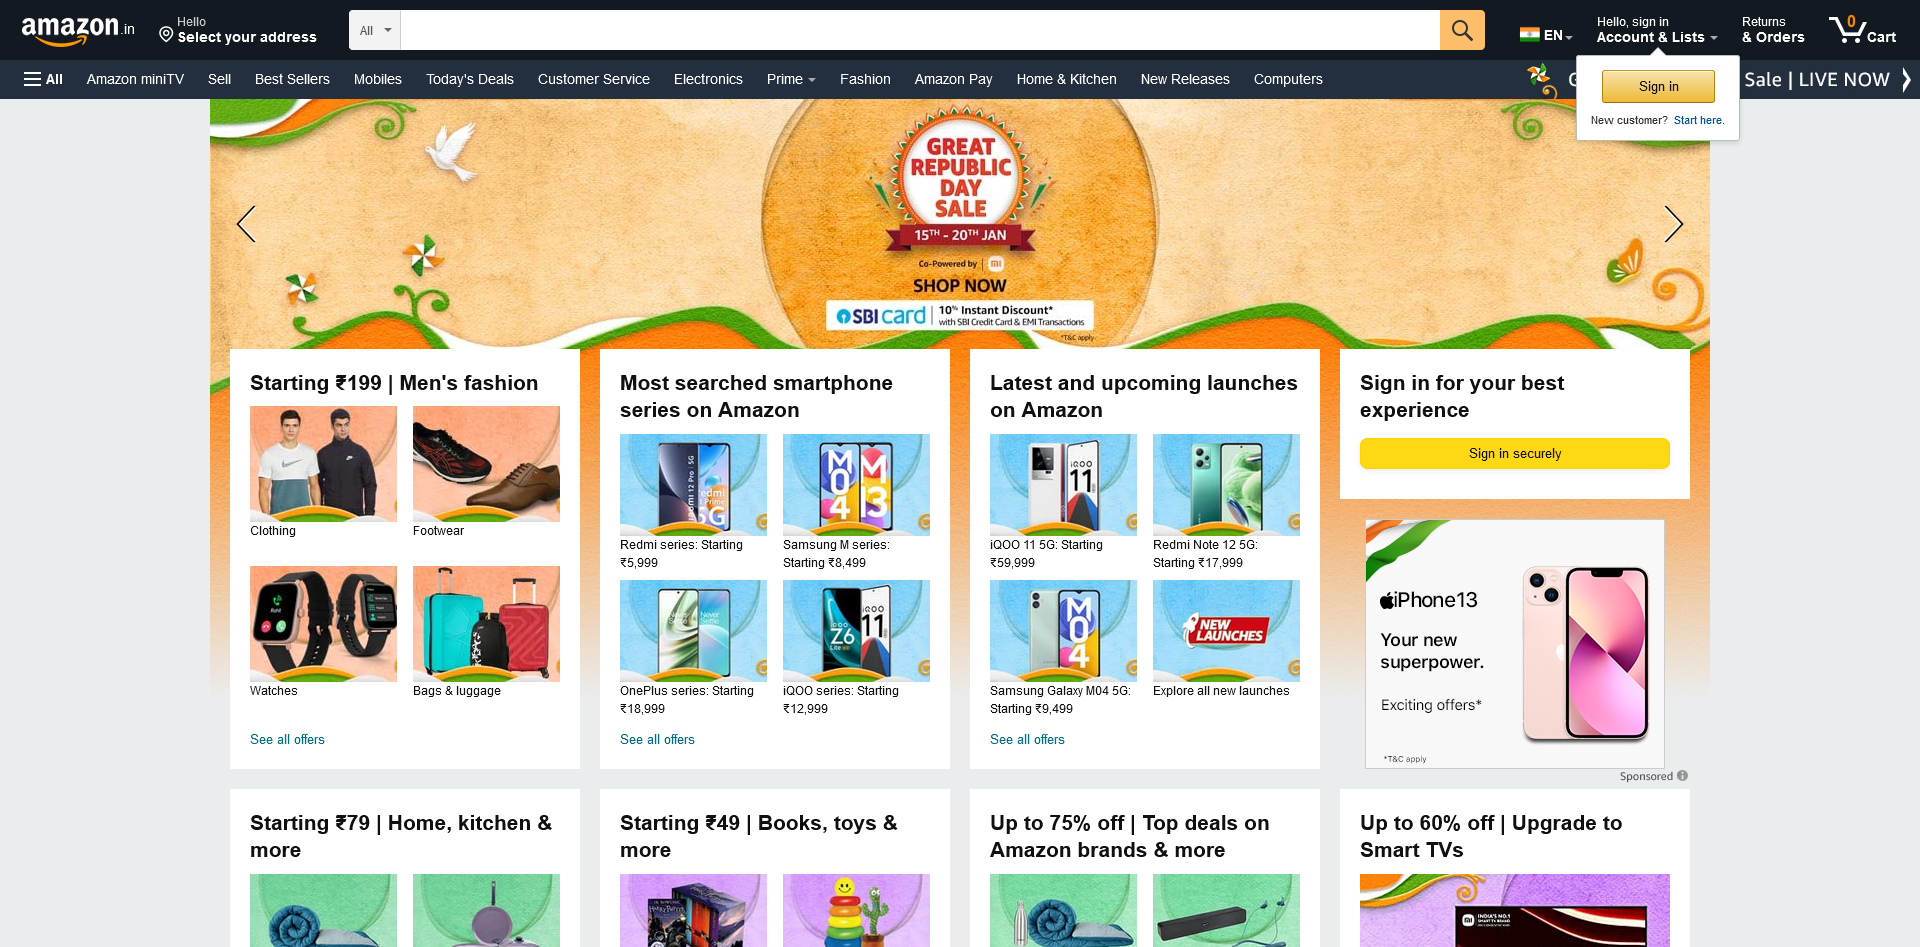 amazon.in
Hello
Select your address
All
EN
Hello, sign in
Account & Lists
Returns
& Orders
0
Cart
All
Amazon miniTV
Sell
Best Sellers
Mobiles
Today's Deals
Customer Service
Electronics
Prime
Fashion
Amazon Pay
Home & Kitchen
New Releases
Computers
Sale | LIVE NOW
Sign in
New customer? Start here.
GREAT
REPUBLIC
DAY
SALE
15TH - 20TH JAN
Co-Powered by mi
SHOP NOW
SBI card 10% Instant Discount*
with SBI Credit Card & EMI Transactions
*T&C apply
Starting ₹199 | Men's fashion
Clothing
Footwear
Watches
Bags & luggage
See all offers
Most searched smartphone
series on Amazon
Redmi series: Starting
₹5,999
Samsung M series:
Starting ₹8,499
OnePlus series: Starting
₹18,999
iQOO series: Starting
₹12,999
See all offers
Latest and upcoming launches
on Amazon
iQOO 11 5G: Starting
₹59,999
Redmi Note 12 5G:
Starting ₹17,999
NEW
LAUNCHES
Samsung Galaxy M04 5G:
Starting ₹9,499
Explore all new launches
See all offers
Sign in for your best
experience
Sign in securely
iPhone13
Your new
superpower.
Exciting offers*
*T&C apply
Sponsored
Starting ₹79 | Home, kitchen &
more
Starting ₹49 | Books, toys &
more
Up to 75% off | Top deals on
Amazon brands & more
Up to 60% off | Upgrade to
Smart TVs